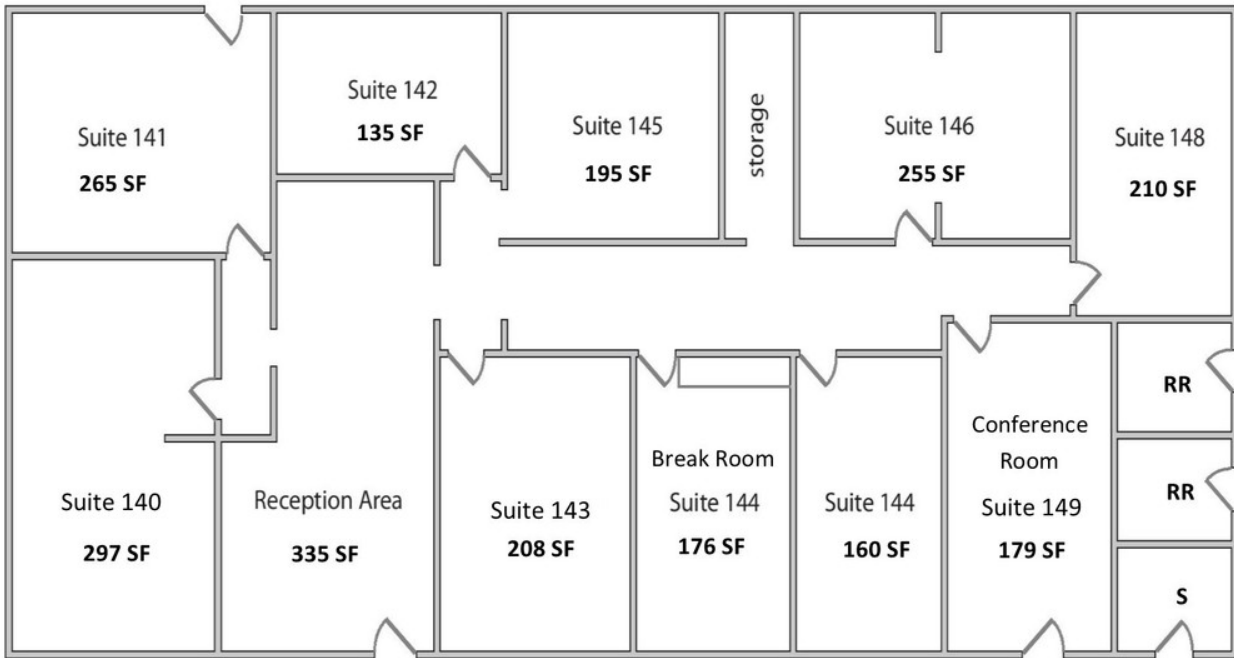 Suite 141
265 SF
Suite 142
135 SF
Suite 145
195 SF
storage
Suite 146
255 SF
Suite 148
210 SF
Suite 140
297 SF
Reception Area
335 SF
Suite 143
208 SF
Break Room
Suite 144
176 SF
Suite 144
160 SF
Conference
Room
Suite 149
179 SF
RR
RR
S